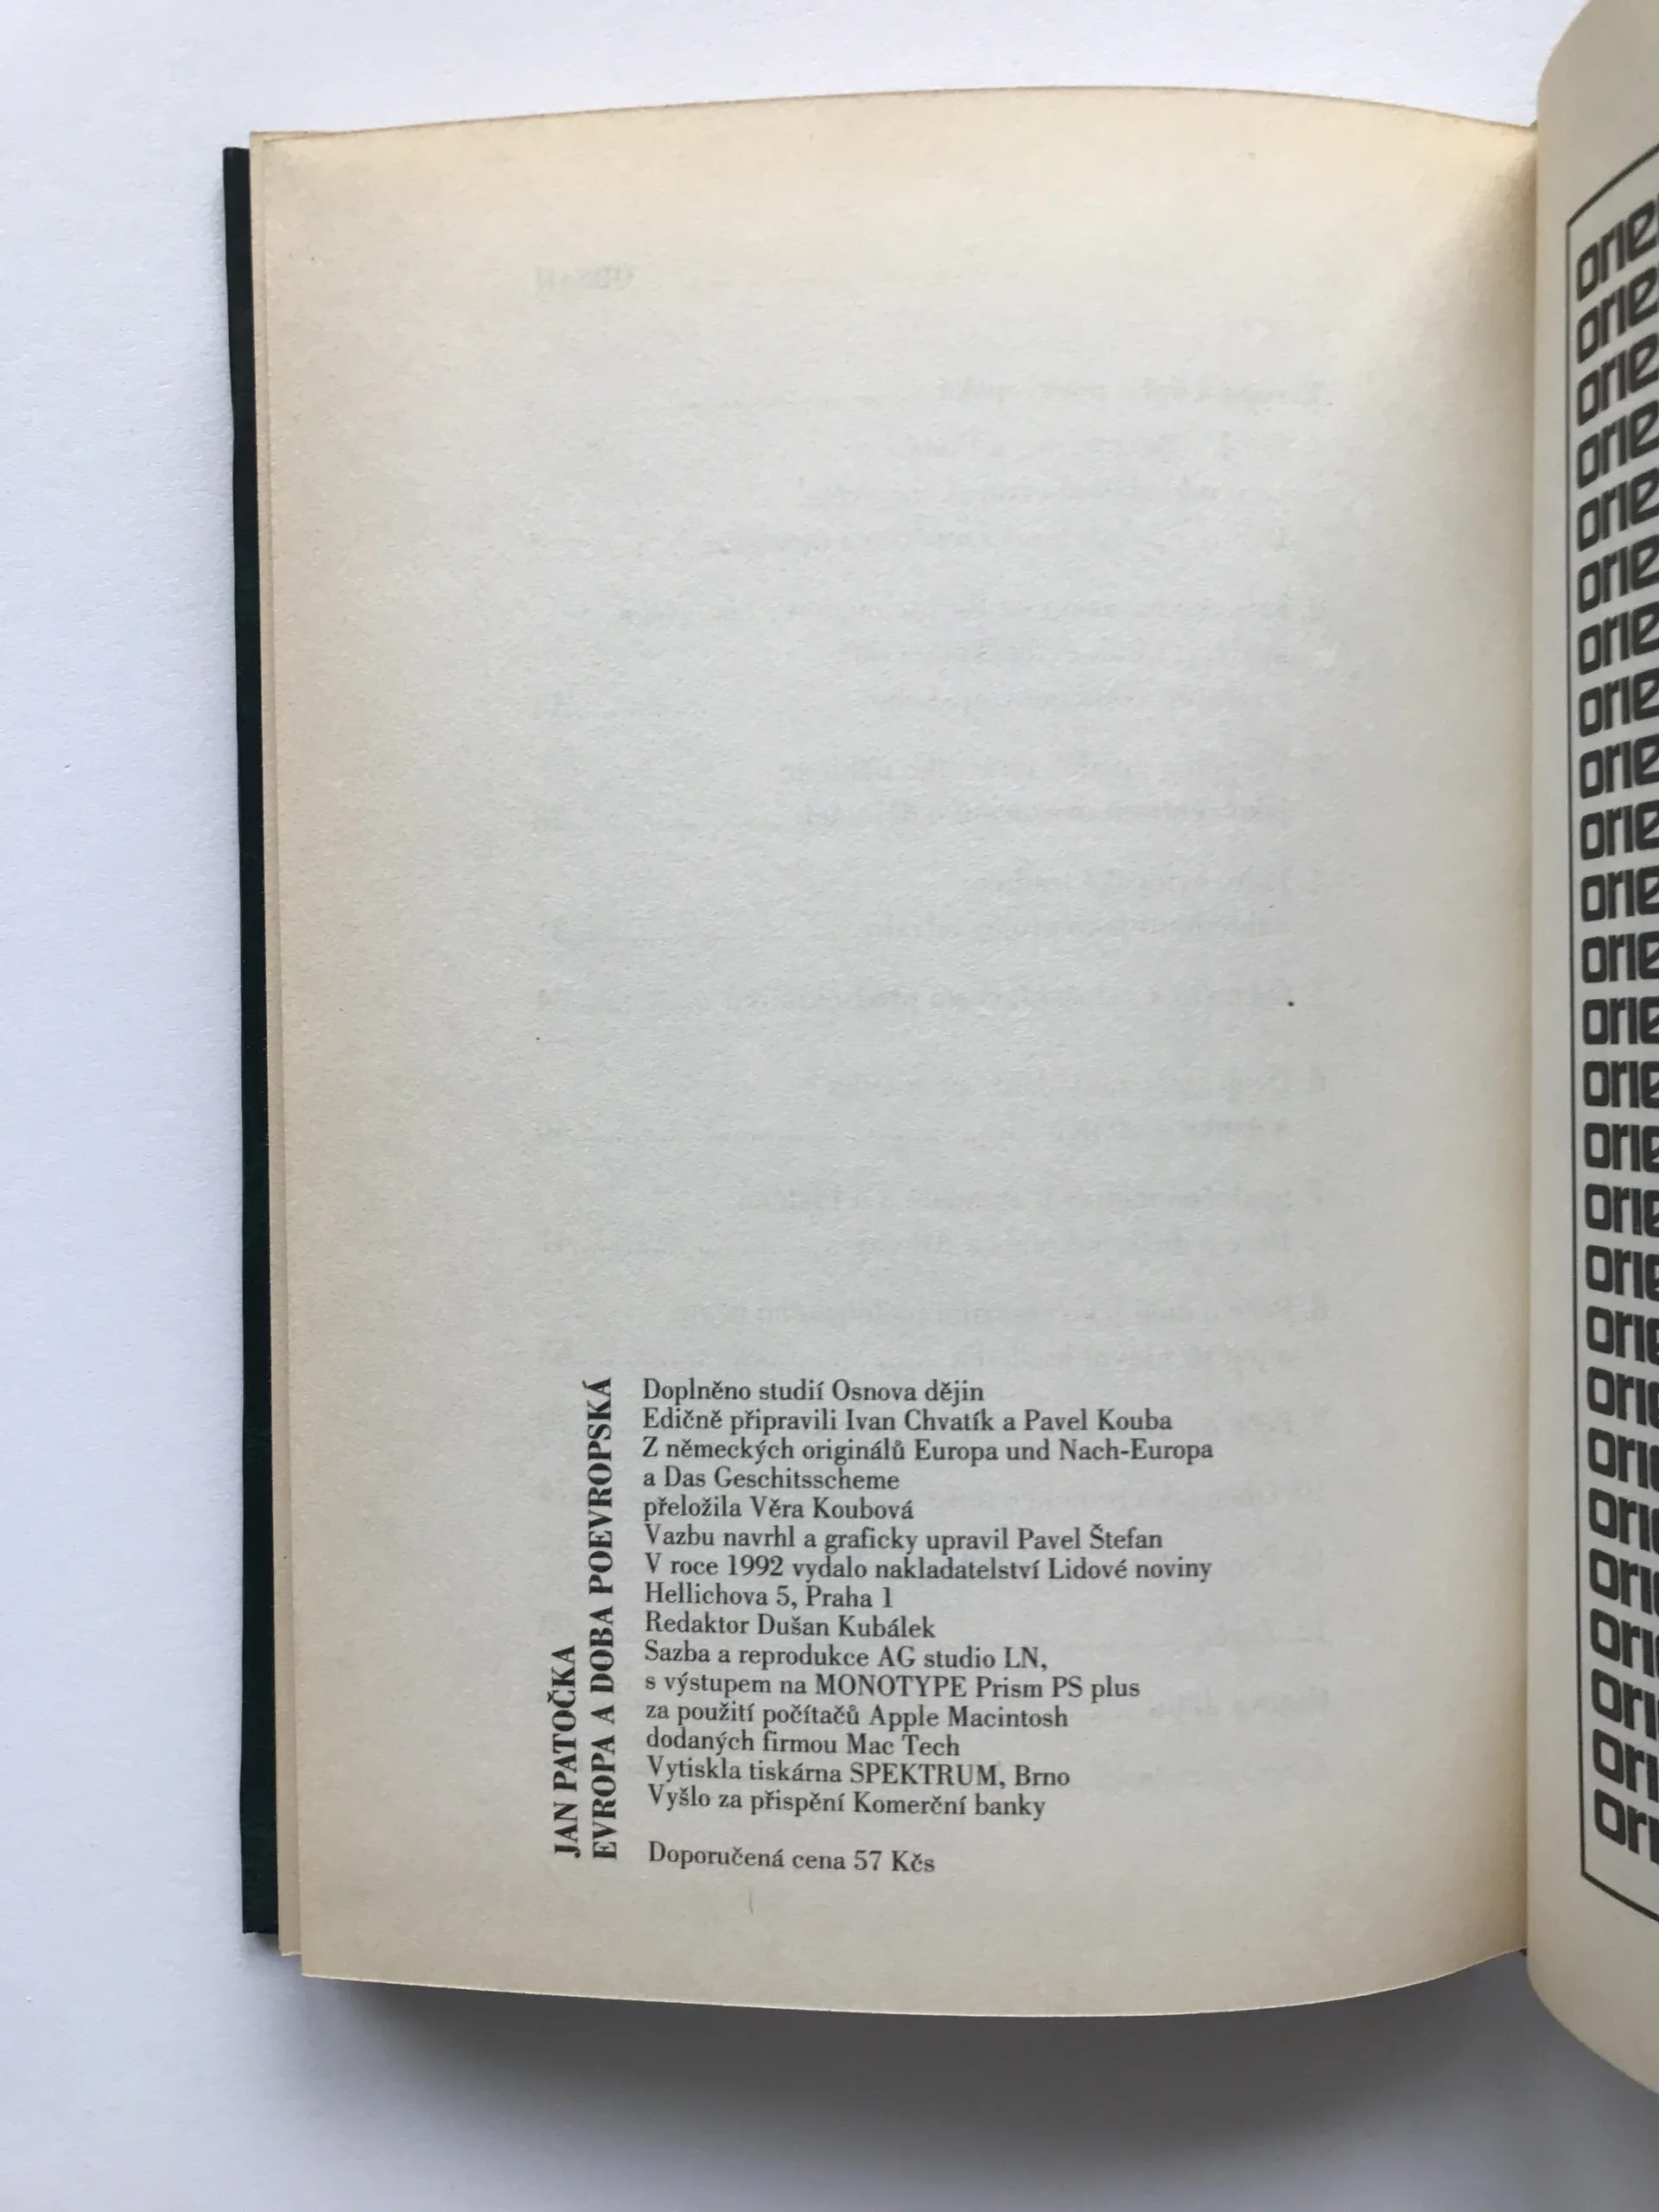 JAN PATOČKA
EVROPA A DOBA POEVROPSKÁ
Doplněno studií Osnova dějin
Edičně připravili Ivan Chvatík a Pavel Kouba
Z německých originálů Europa und Nach-Europa
a Das Geschitsscheme
přeložila Věra Koubová
Vazbu navrhl a graficky upravil Pavel Štefan
V roce 1992 vydalo nakladatelství Lidové noviny
Hellichova 5, Praha 1
Redaktor Dušan Kubálek
Sazba a reprodukce AG studio LN,
s výstupem na MONOTYPE Prism PS plus
za použití počítačů Apple Macintosh
dodaných firmou Mac Tech
Vytiskla tiskárna SPEKTRUM, Brno
Vyšlo za přispění Komerční banky
Doporučená cena 57 Kčs